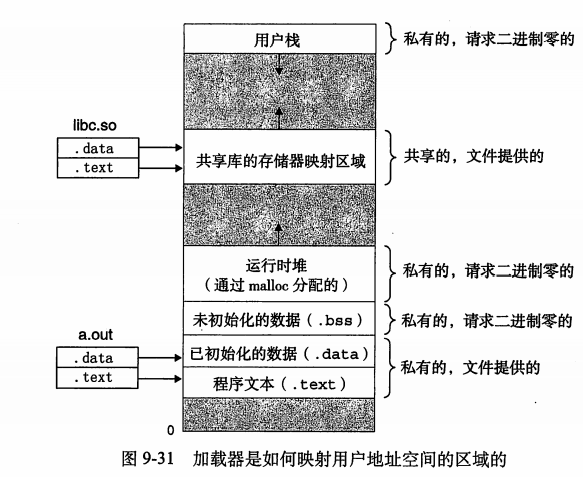 用户栈
私有的，请求二进制零的
libc.so
.data
.text
共享库的存储器映射区域
共享的，文件提供的
运行时堆
（通过 malloc 分配的）
私有的，请求二进制零的
未初始化的数据（.bss）
私有的，请求二进制零的
a.out
.data
.text
已初始化的数据（.data）
程序文本（.text）
私有的，文件提供的
0
图 9-31 加载器是如何映射用户地址空间的区域的